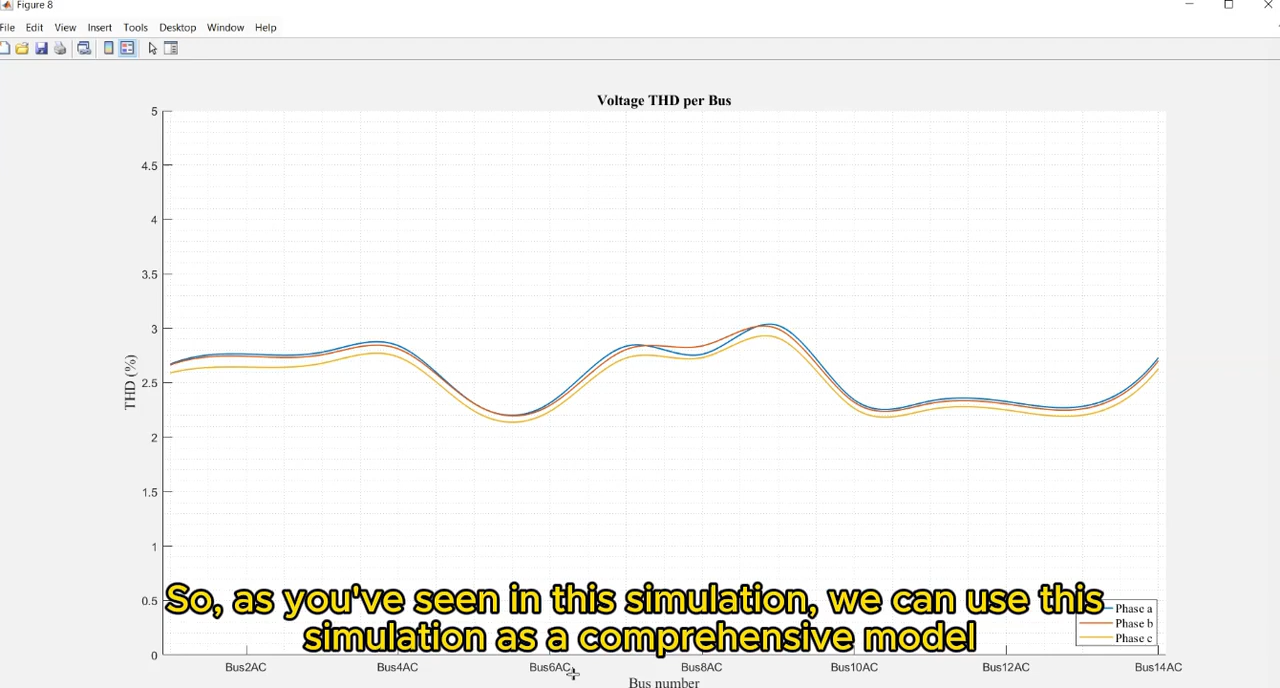 Figure 8
File Edit View Insert Tools Desktop Window Help
Voltage THD per Bus
5
4.5
4
3.5
3
2.5
2
1.5
1
0.5
0
THD (%)
So, as you've seen in this simulation, we can use this
simulation as a comprehensive model
Phase a
Phase b
Phase c
Bus2AC Bus4AC Bus6AC Bus8AC Bus10AC Bus12AC Bus14AC
Bus number